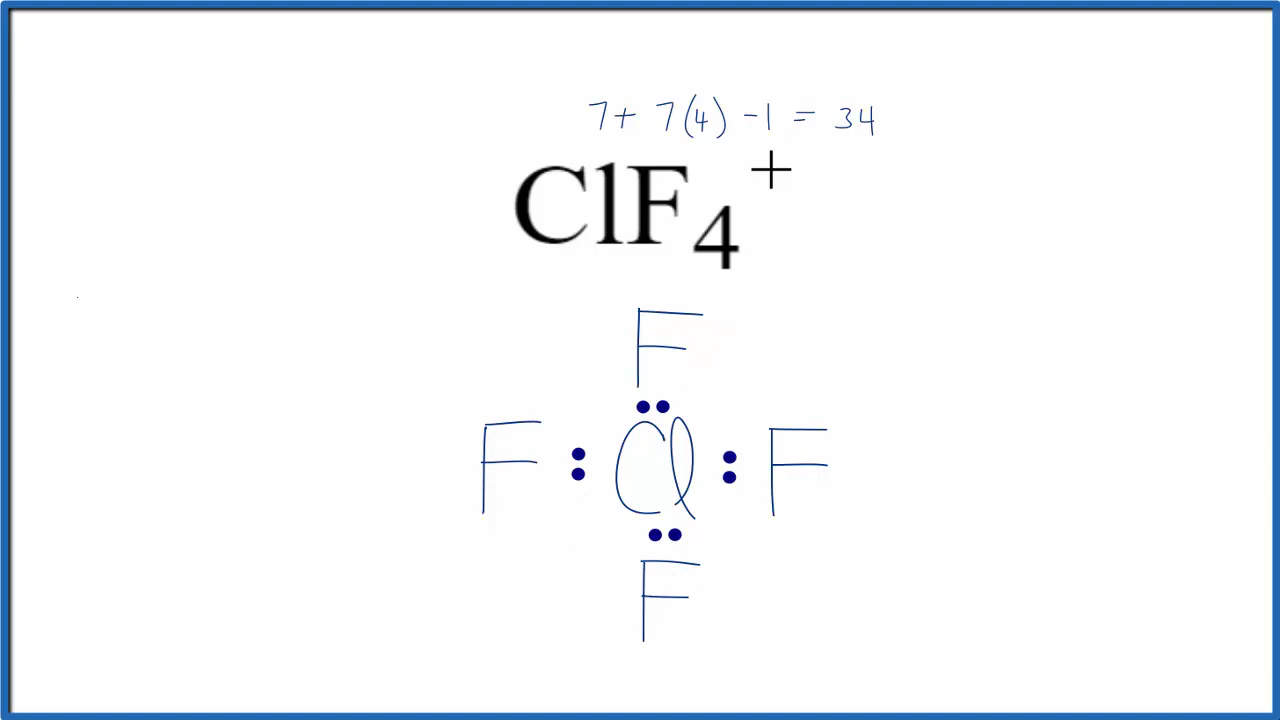 7 + 7(4) - 1 = 34
ClF₄⁺
F
F : Cl : F
F